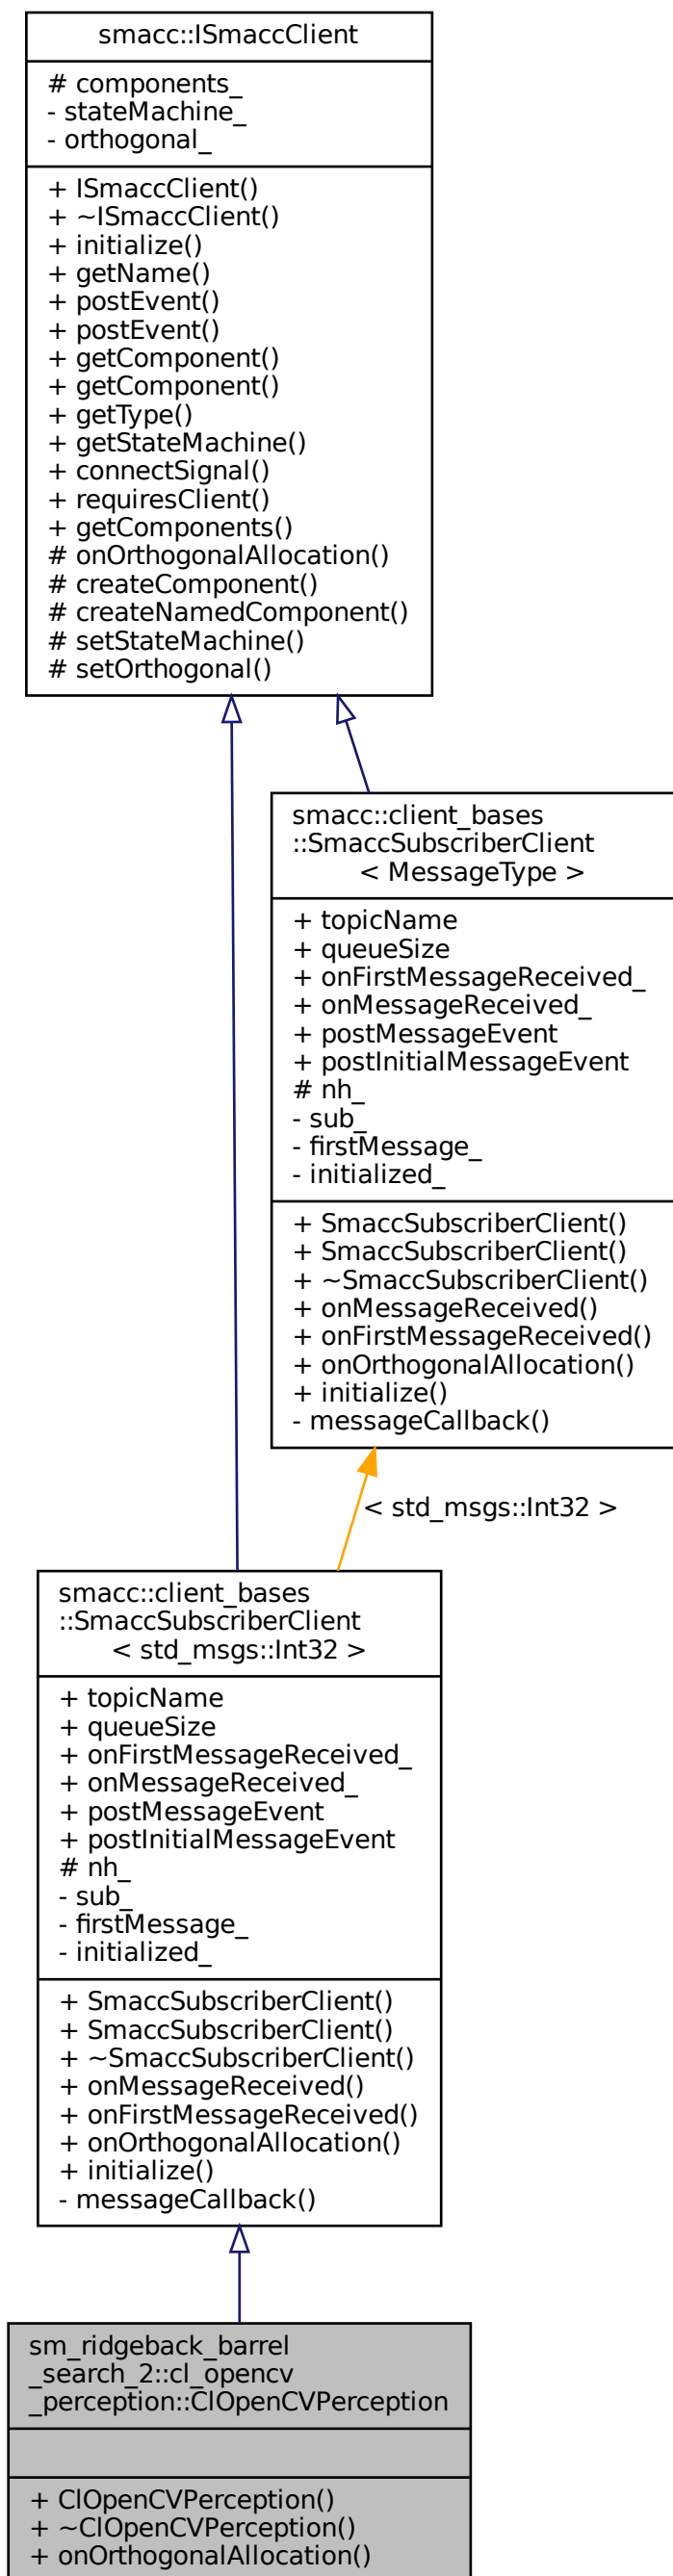 smacc::ISmaccClient
# components_
- stateMachine_
- orthogonal_
+ ISmaccClient()
+ ~ISmaccClient()
+ initialize()
+ getName()
+ postEvent()
+ postEvent()
+ getComponent()
+ getComponent()
+ getType()
+ getStateMachine()
+ connectSignal()
+ requiresClient()
+ getComponents()
# onOrthogonalAllocation()
# createComponent()
# createNamedComponent()
# setStateMachine()
# setOrthogonal()
smacc::client_bases
::SmaccSubscriberClient
< MessageType >
+ topicName
+ queueSize
+ onFirstMessageReceived_
+ onMessageReceived_
+ postMessageEvent
+ postInitialMessageEvent
# nh_
- sub_
- firstMessage_
- initialized_
+ SmaccSubscriberClient()
+ SmaccSubscriberClient()
+ ~SmaccSubscriberClient()
+ onMessageReceived()
+ onFirstMessageReceived()
+ onOrthogonalAllocation()
+ initialize()
- messageCallback()
< std_msgs::Int32 >
smacc::client_bases
::SmaccSubscriberClient
< std_msgs::Int32 >
+ topicName
+ queueSize
+ onFirstMessageReceived_
+ onMessageReceived_
+ postMessageEvent
+ postInitialMessageEvent
# nh_
- sub_
- firstMessage_
- initialized_
+ SmaccSubscriberClient()
+ SmaccSubscriberClient()
+ ~SmaccSubscriberClient()
+ onMessageReceived()
+ onFirstMessageReceived()
+ onOrthogonalAllocation()
+ initialize()
- messageCallback()
sm_ridgeback_barrel
_search_2::cl_opencv
_perception::ClOpenCVPerception
+ ClOpenCVPerception()
+ ~ClOpenCVPerception()
+ onOrthogonalAllocation()